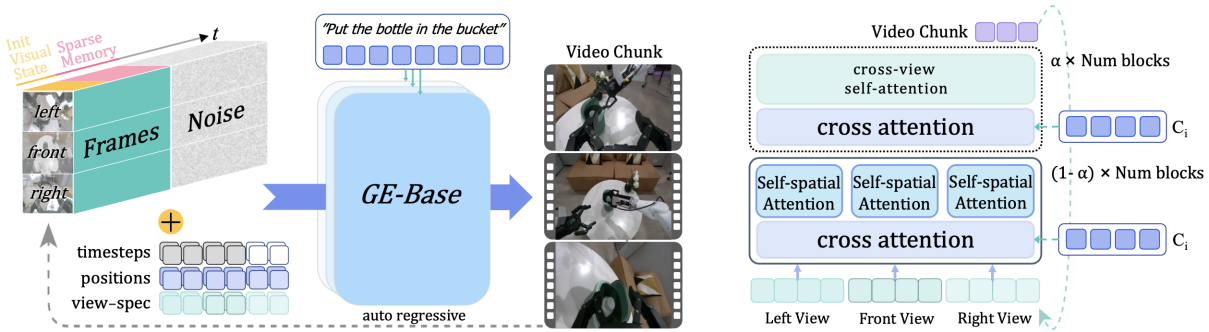 Init
Visual
State
Sparse
Memory
t
left
front
right
Frames
Noise
timesteps
positions
view-spec
"Put the bottle in the bucket"
GE-Base
auto regressive
Video Chunk
Video Chunk
cross-view
self-attention
cross attention
α × Num blocks
C_i
Self-spatial
Attention
Self-spatial
Attention
Self-spatial
Attention
cross attention
(1- α) × Num blocks
C_i
Left View
Front View
Right View